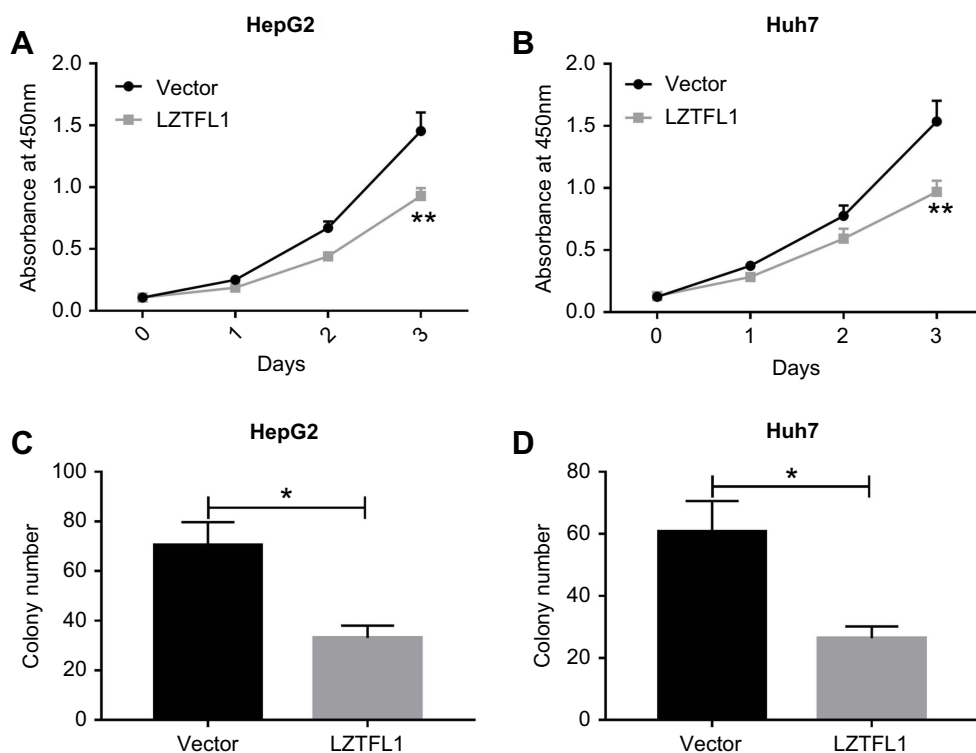 A
HepG2
2.0
1.5
1.0
0.5
0.0
Absorbance at 450nm
Vector
LZTFL1
**
0 1 2 3
Days
B
Huh7
2.0
1.5
1.0
0.5
0.0
Absorbance at 450nm
Vector
LZTFL1
**
0 1 2 3
Days
C
HepG2
100
80
60
40
20
0
Colony number
*
Vector LZTFL1
D
Huh7
80
60
40
20
0
Colony number
*
Vector LZTFL1